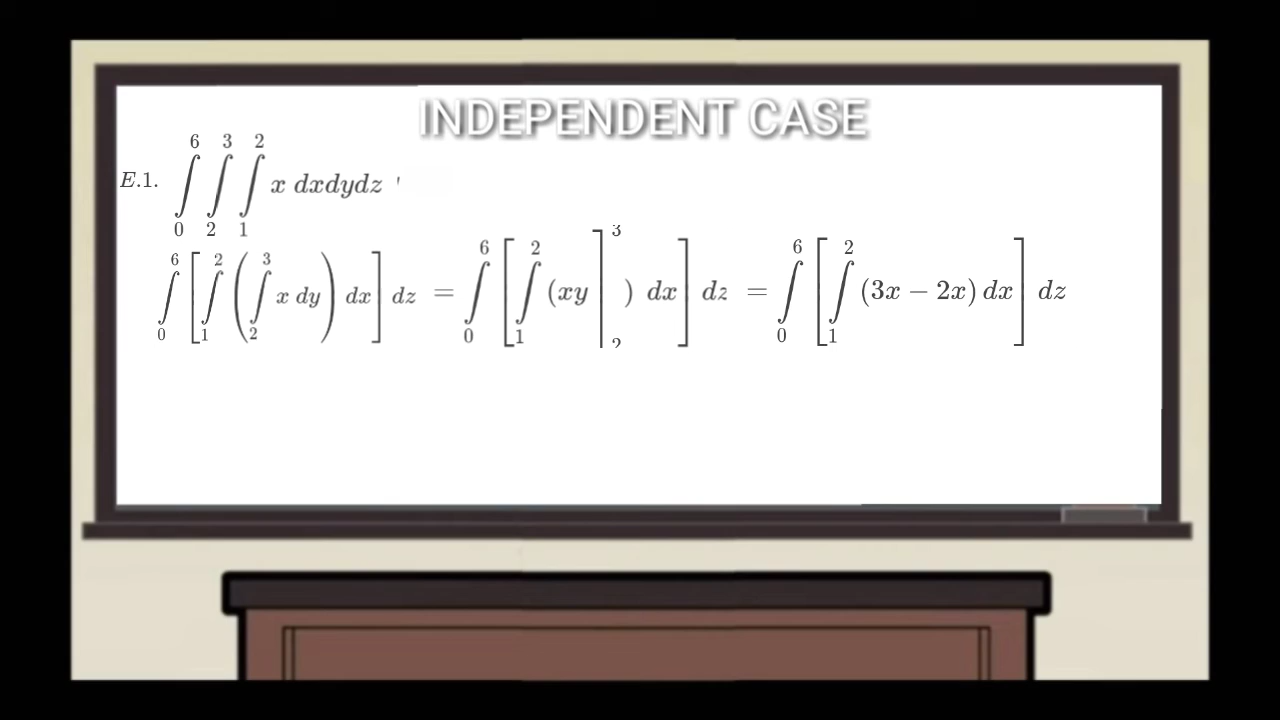 INDEPENDENT CASE
E.1. ∫₀⁶ ∫₂³ ∫₁² x dxdydz '
∫₀⁶ [∫₁² (∫₂³ x dy) dx] dz = ∫₀⁶ [∫₁² (xy]₂³ ) dx] dz = ∫₀⁶ [∫₁² (3x − 2x) dx] dz